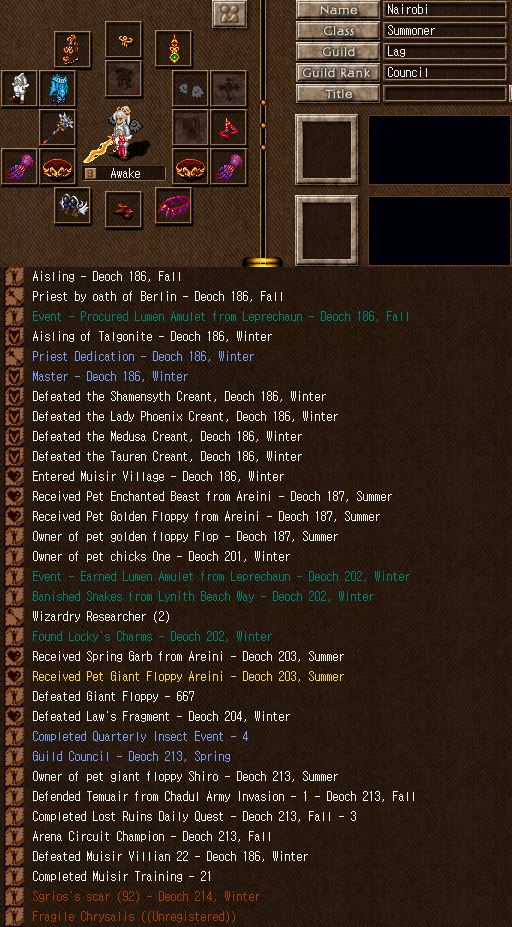 Name Nairobi
Class Summoner
Guild Lag
Guild Rank Council
Title
Awake
Aisling - Deoch 186, Fall
Priest by oath of Berlin - Deoch 186, Fall
Event - Procured Lumen Amulet from Leprechaun - Deoch 186, Fall
Aisling of Talgonite - Deoch 186, Winter
Priest Dedication - Deoch 186, Winter
Master - Deoch 186, Winter
Defeated the Shamensyth Creant, Deoch 186, Winter
Defeated the Lady Phoenix Creant, Deoch 186, Winter
Defeated the Medusa Creant, Deoch 186, Winter
Defeated the Tauren Creant, Deoch 186, Winter
Entered Muisir Village - Deoch 186, Winter
Received Pet Enchanted Beast from Areini - Deoch 187, Summer
Received Pet Golden Floppy from Areini - Deoch 187, Summer
Owner of pet golden floppy Flop - Deoch 187, Summer
Owner of pet chicks One - Deoch 201, Winter
Event - Earned Lumen Amulet from Leprechaun - Deoch 202, Winter
Banished Snakes from Lynith Beach Way - Deoch 202, Winter
Wizardry Researcher (2)
Found Locky's Charms - Deoch 202, Winter
Received Spring Garb from Areini - Deoch 203, Summer
Received Pet Giant Floppy Areini - Deoch 203, Summer
Defeated Giant Floppy - 667
Defeated Law's Fragment - Deoch 204, Winter
Completed Quarterly Insect Event - 4
Guild Council - Deoch 213, Spring
Owner of pet giant floppy Shiro - Deoch 213, Summer
Defended Temuair from Chadul Army Invasion - 1 - Deoch 213, Fall
Completed Lost Ruins Daily Quest - Deoch 213, Fall - 3
Arena Circuit Champion - Deoch 213, Fall
Defeated Muisir Villian 22 - Deoch 186, Winter
Completed Muisir Training - 21
Sgrios's scar (92) - Deoch 214, Winter
Fragile Chrysalis ((Unregistered))